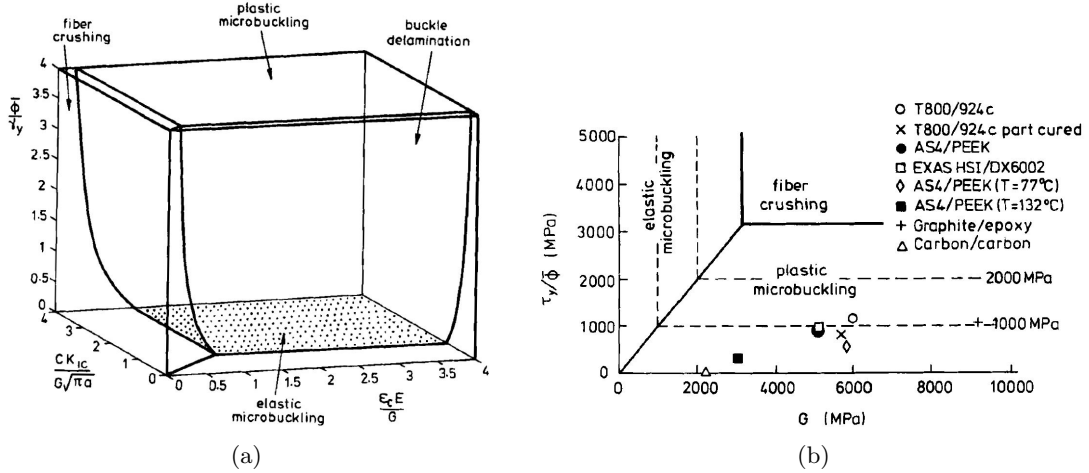 fiber
crushing
plastic
microbuckling
buckle
delamination
4
3.5
3
2.5
2
1.5
1
0.5
0
3
2
1
0
CK_IC
G√πa
0 0.5 1 1.5 2 2.5 3 3.5 4
elastic
microbuckling
ε_c E
G
(a)
○ T800/924c
× T800/924c part cured
● AS4/PEEK
□ EXAS HSI/DX6002
◊ AS4/PEEK (T=77°C)
■ AS4/PEEK (T=132°C)
+ Graphite/epoxy
△ Carbon/carbon
5000
4000
3000
2000
1000
0
τ_y/ϕ̄ (MPa)
elastic
microbuckling
fiber
crushing
plastic
microbuckling
2000 MPa
1000 MPa
0 2000 4000 6000 8000 10000
G (MPa)
(b)